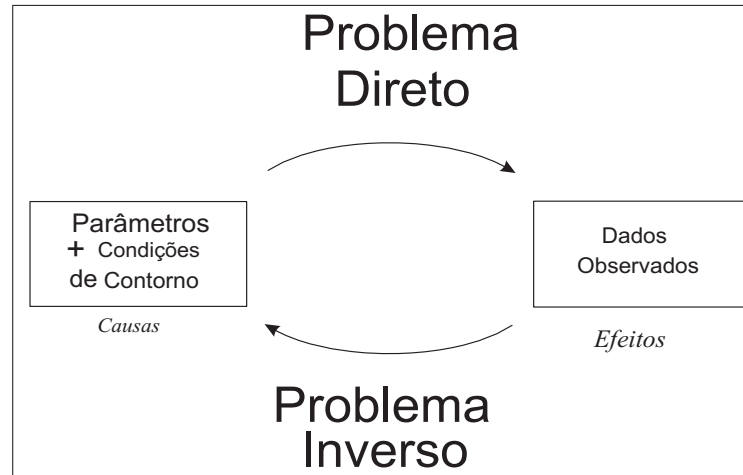 Problema
Direto
Parâmetros
+ Condições
de Contorno
Causas
Dados
Observados
Efeitos
Problema
Inverso